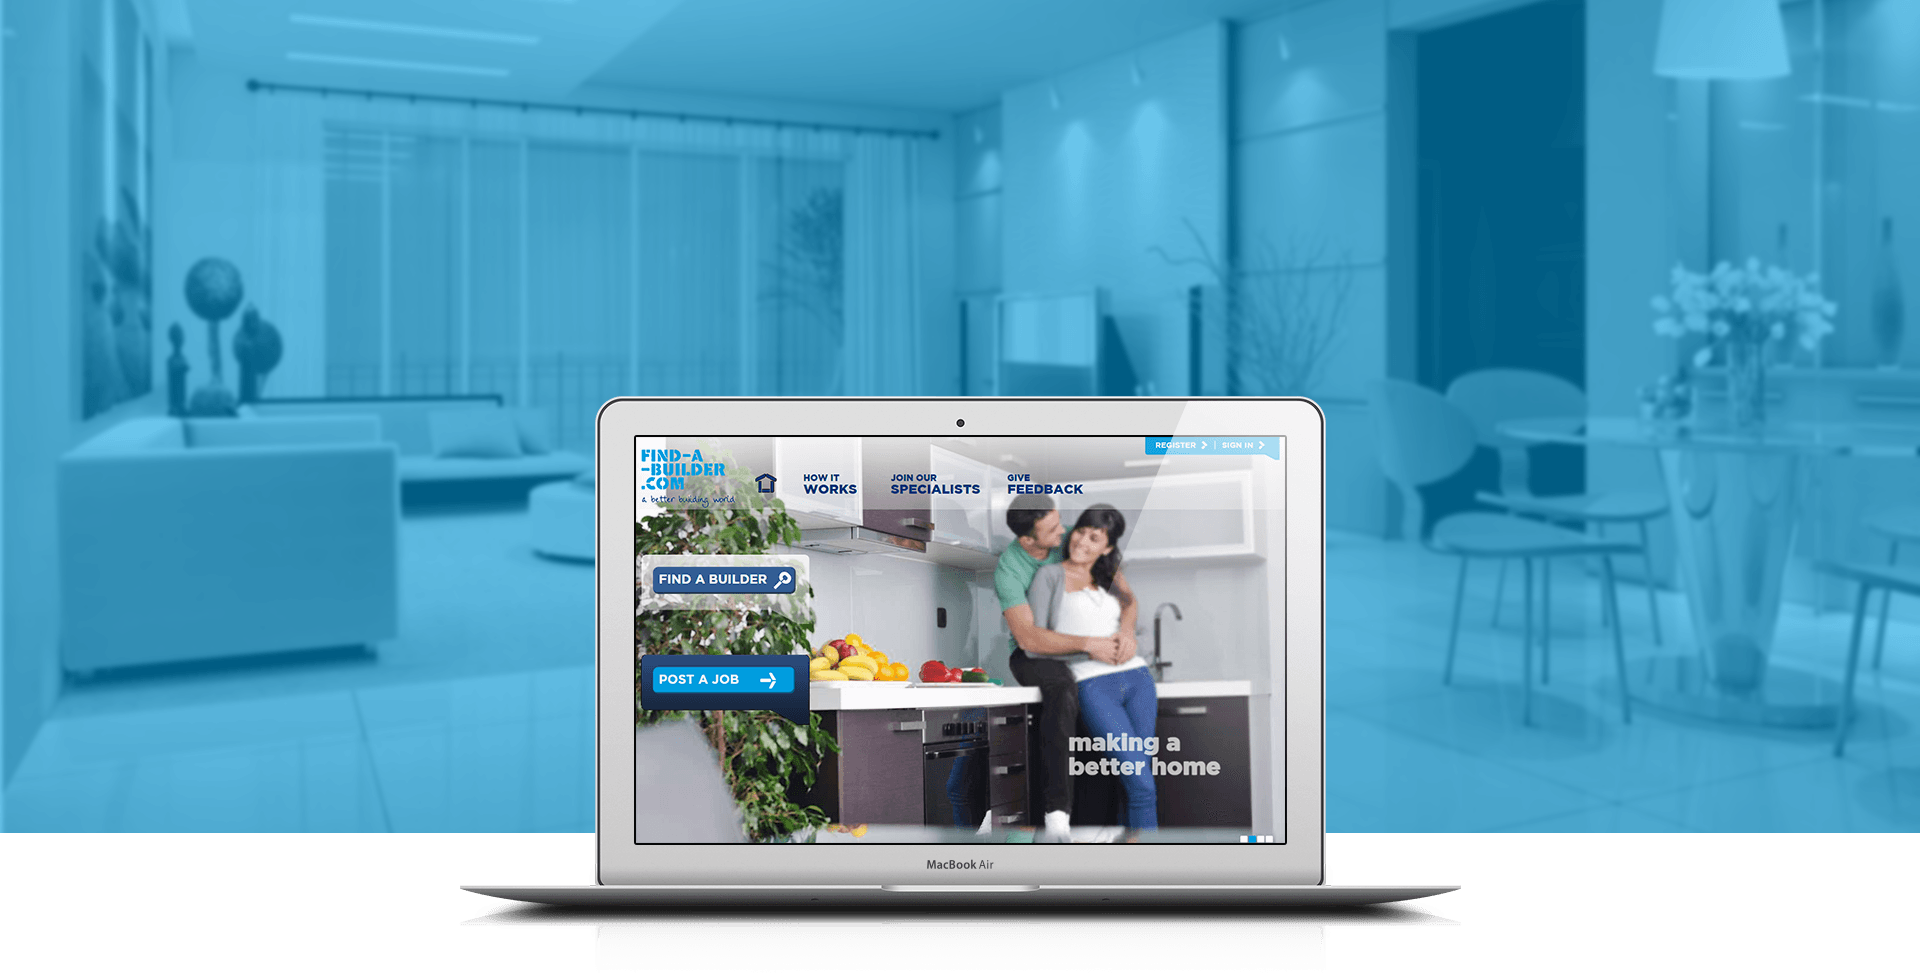 REGISTER | SIGN IN
FIND-A
-BUILDER
.COM
a better building world
HOW IT
WORKS
JOIN OUR
SPECIALISTS
GIVE
FEEDBACK
FIND A BUILDER
POST A JOB
making a
better home
MacBook Air